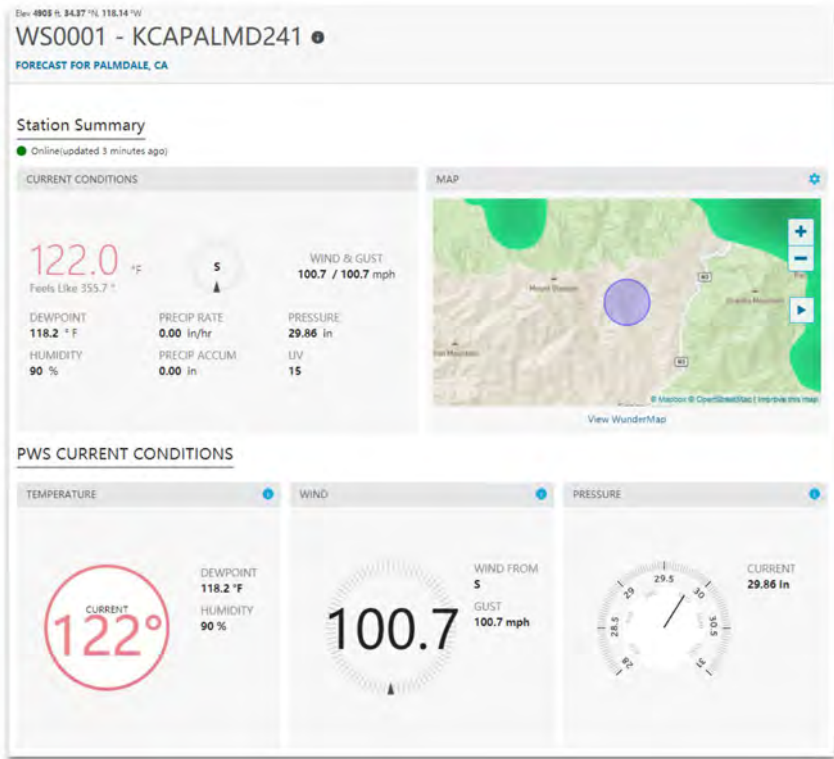 Elev 4905 ft, 34.37 °N, 118.14 °W
WS0001 - KCAPALMD241
FORECAST FOR PALMDALE, CA
Station Summary
Online(updated 3 minutes ago)
CURRENT CONDITIONS
122.0 °F
Feels Like 355.7 °
S
WIND & GUST
100.7 / 100.7 mph
DEWPOINT
118.2 °F
PRECIP RATE
0.00 in/hr
PRESSURE
29.86 in
HUMIDITY
90 %
PRECIP ACCUM
0.00 in
UV
15
MAP
+
−
Mount
Mountain
© Mapbox © OpenStreetMap | Improve this map
View WunderMap
PWS CURRENT CONDITIONS
TEMPERATURE
CURRENT
122°
DEWPOINT
118.2 °F
HUMIDITY
90 %
WIND
100.7
WIND FROM
S
GUST
100.7 mph
PRESSURE
28
28.5
29
29.5
30
30.5
31
CURRENT
29.86 In